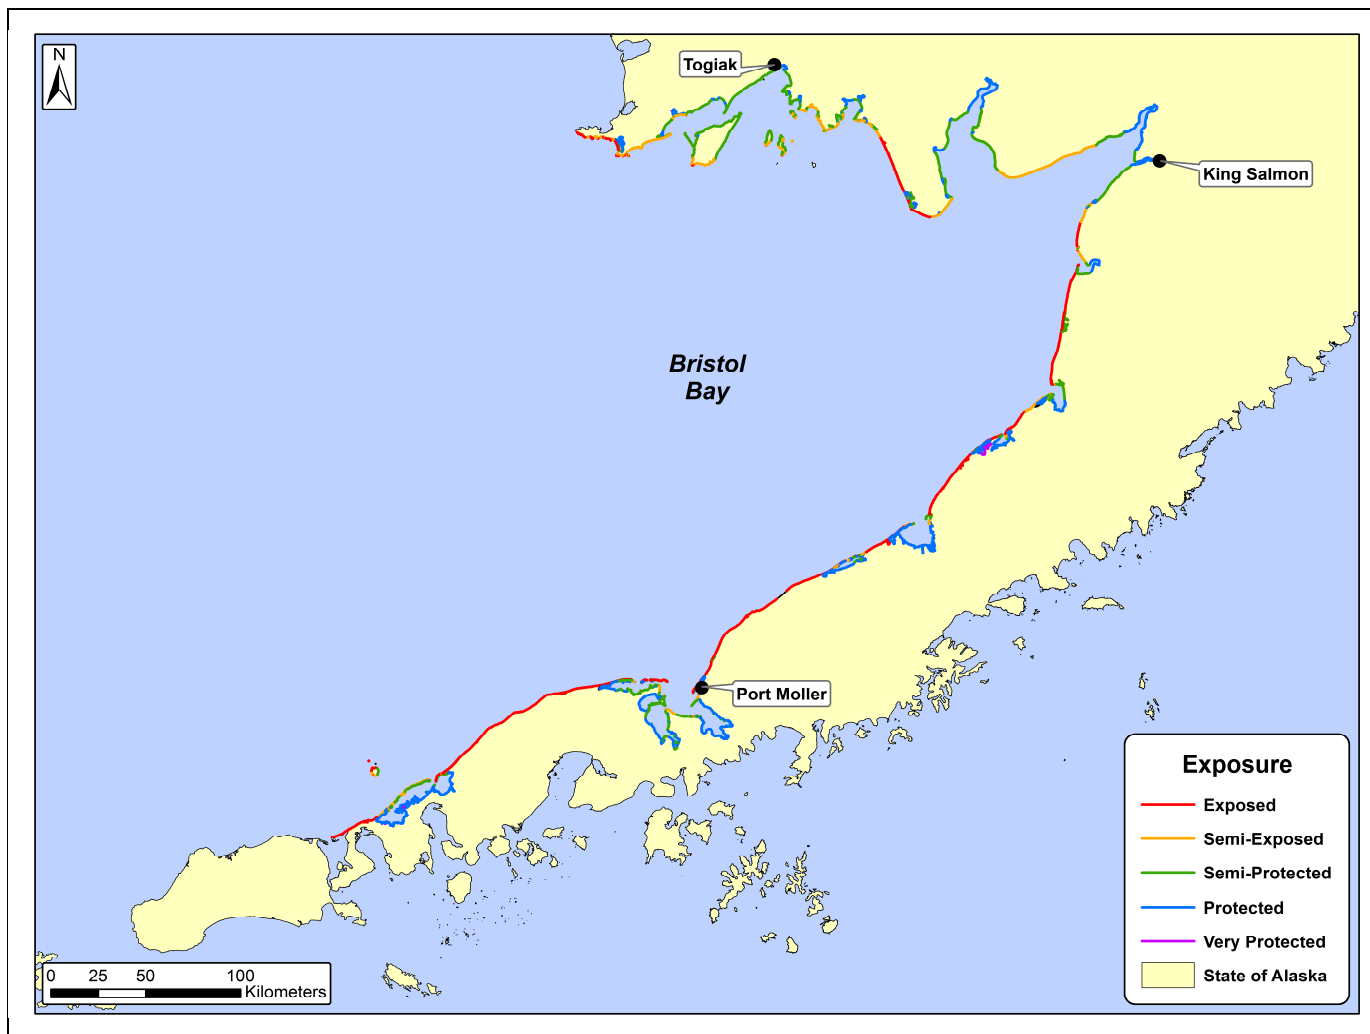 N
Togiak
King Salmon
Bristol
Bay
Port Moller
Exposure
Exposed
Semi-Exposed
Semi-Protected
Protected
Very Protected
State of Alaska
0 25 50 100
Kilometers